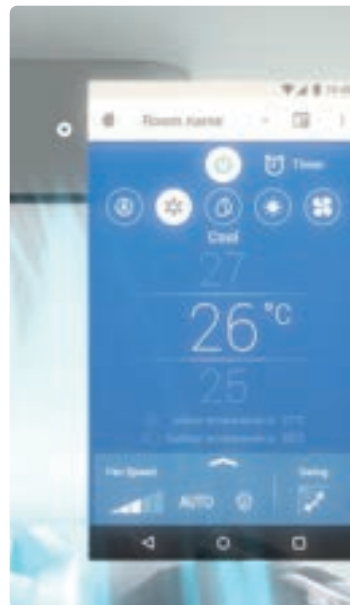 Room name
Timer
Cool
27
26 °C
25
Fan Speed
Swing
AUTO